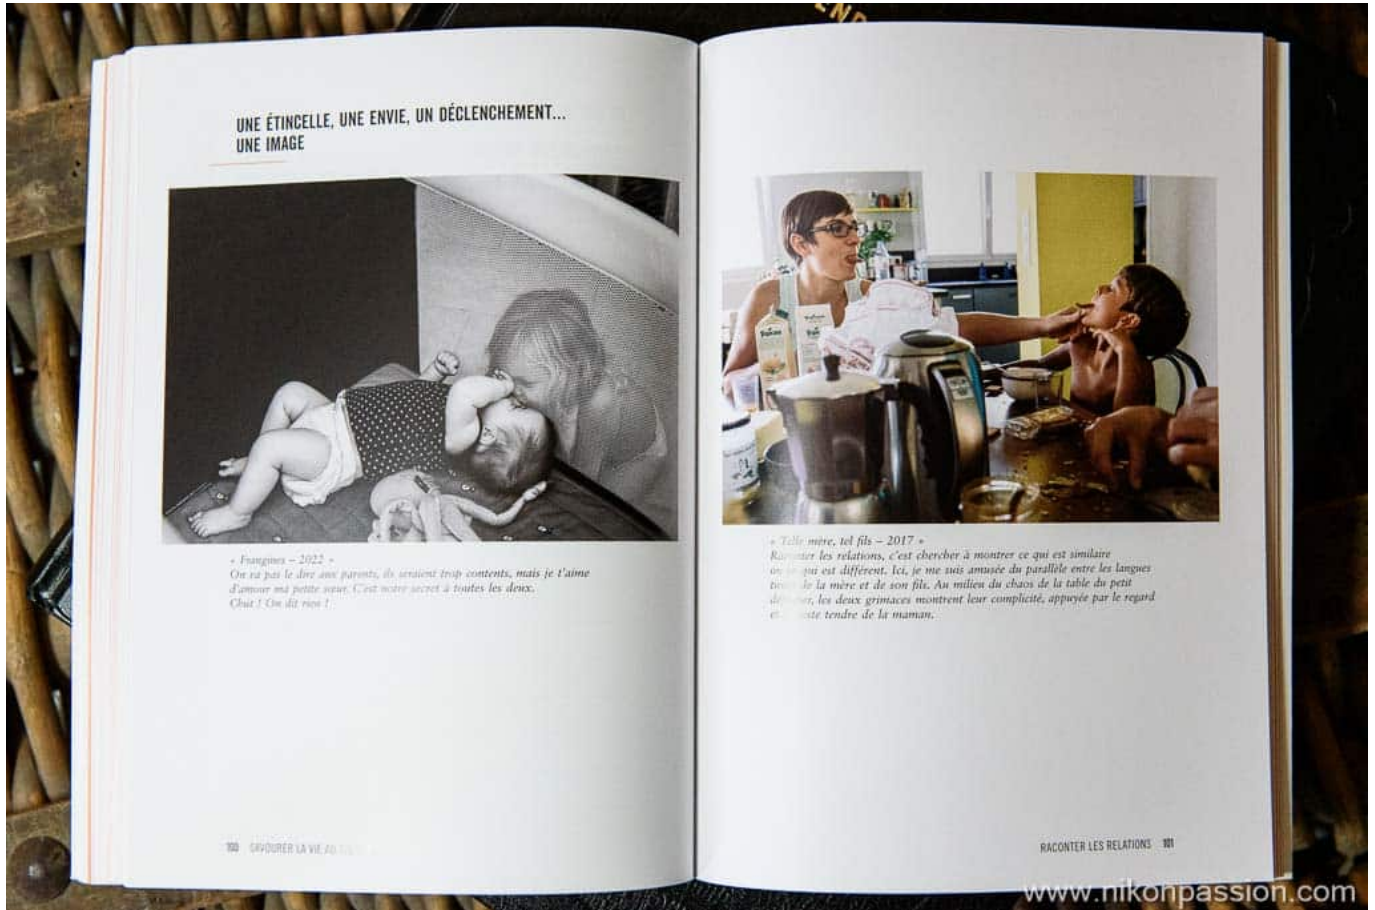 UNE ÉTINCELLE, UNE ENVIE, UN DÉCLENCHEMENT...
UNE IMAGE
« Frangines – 2022 »
On va pas le dire aux parents, ils seraient trop contents, mais je t'aime
d'amour ma petite sœur. C'est notre secret à toutes les deux.
Chut ! On dit rien !
100 SAVOURER LA VIE AU
« Telle mère, tel fils – 2017 »
Raconter les relations, c'est chercher à montrer ce qui est similaire
qui est différent. Ici, je me suis amusé du parallèle entre les langues
de la mère et de son fils. Au milieu du chaos de la table du petit
les deux grimaces montrent leur complicité, appuyée par le regard
tendre de la maman.
RACONTER LES RELATIONS 101
www.nikonpassion.com